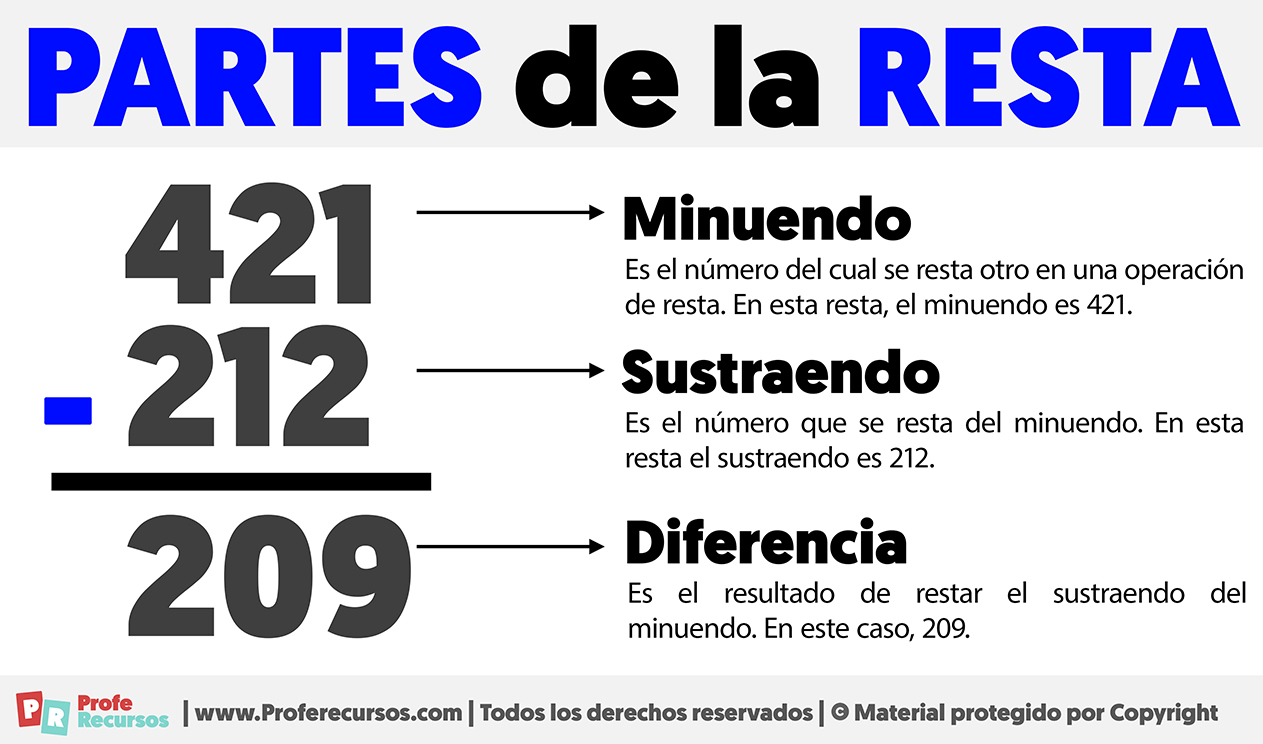 PARTES de la RESTA
421
Minuendo
Es el número del cual se resta otro en una operación
de resta. En esta resta, el minuendo es 421.
- 212
Sustraendo
Es el número que se resta del minuendo. En esta
resta el sustraendo es 212.
209
Diferencia
Es el resultado de restar el sustraendo del
minuendo. En este caso, 209.
PR Profe Recursos | www.Proferecursos.com | Todos los derechos reservados | © Material protegido por Copyright